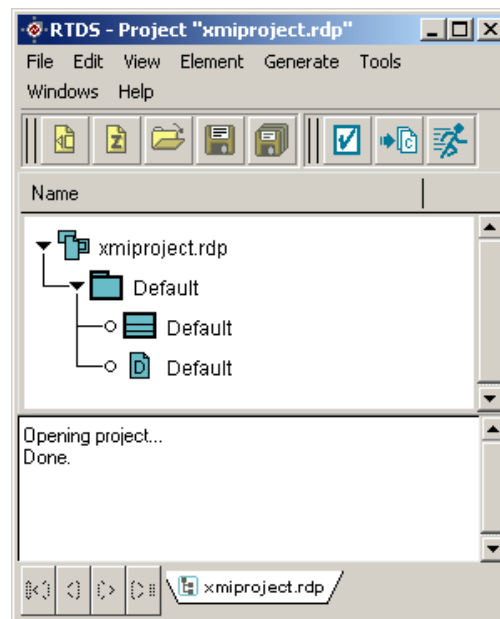 RTDS - Project "xmiproject.rdp"
File Edit View Element Generate Tools
Windows Help
Name
xmiproject.rdp
Default
Default
D Default
Opening project...
Done.
xmiproject.rdp